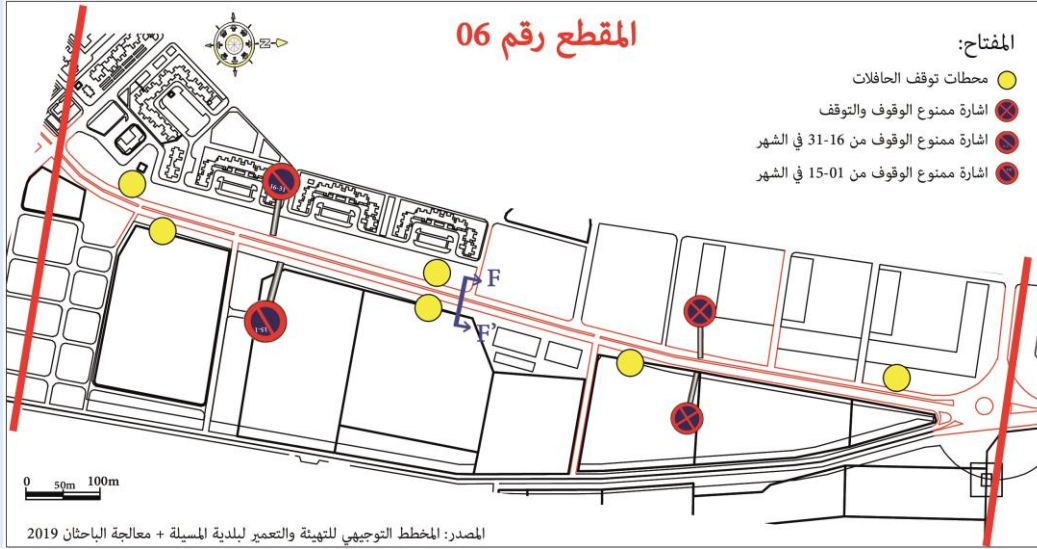 المقطع رقم 06
المفتاح:
محطات توقف الحافلات
اشارة ممنوع الوقوف والتوقف
اشارة ممنوع الوقوف من 16-31 في الشهر
اشارة ممنوع الوقوف من 01-15 في الشهر
N
16-31
F
F'
15-1
0 50m 100m
المصدر: المخطط التوجيهي للتهيئة والتعمير لبلدية المسيلة + معالجة الباحثان 2019